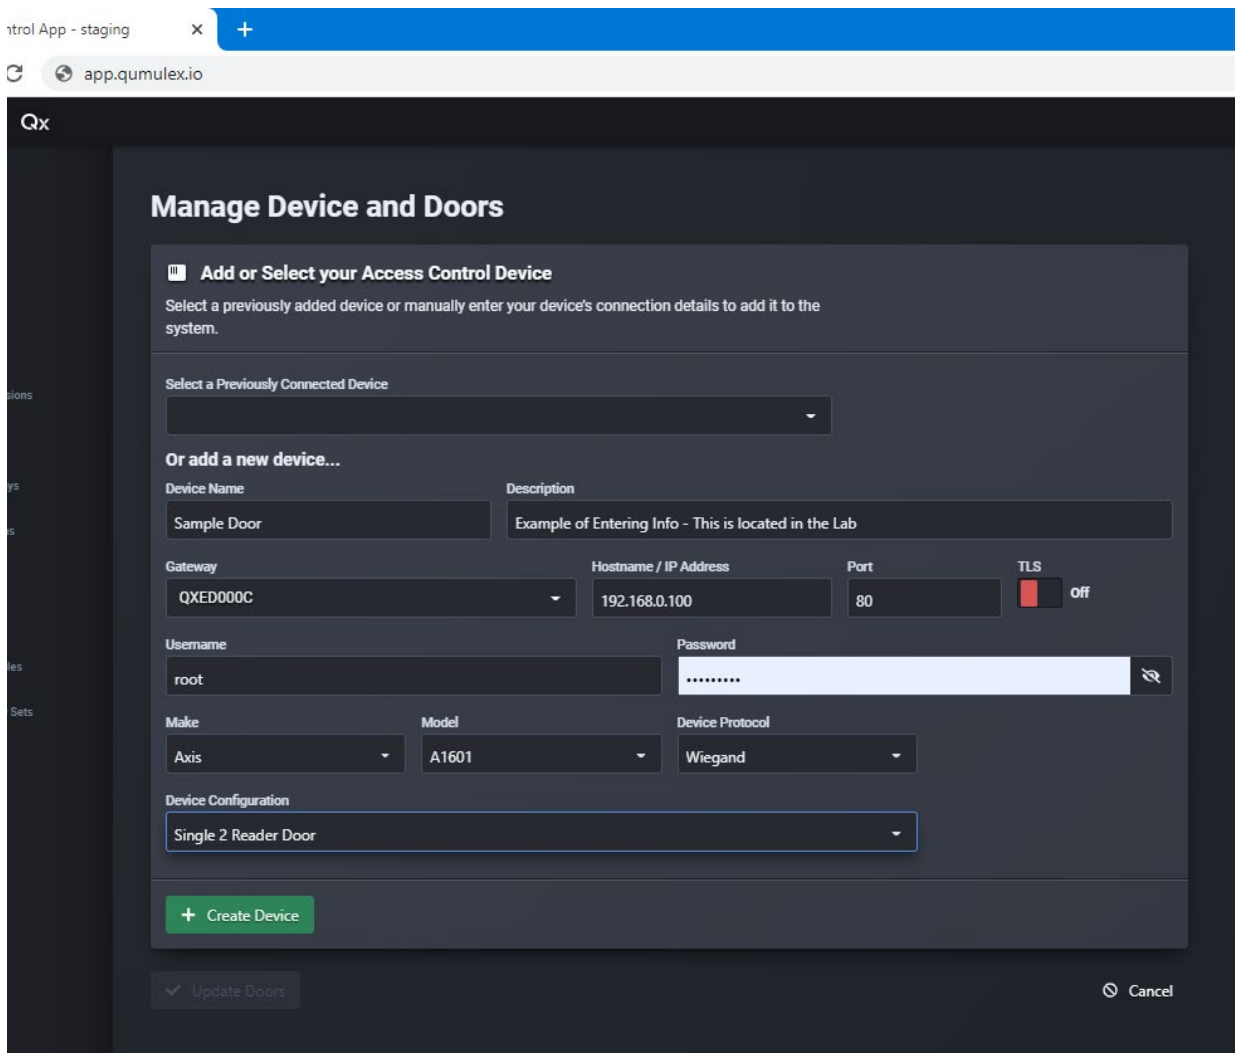 ntrol App - staging
app.qumulex.io
Qx
Manage Device and Doors
Add or Select your Access Control Device
Select a previously added device or manually enter your device's connection details to add it to the
system.
sions
Select a Previously Connected Device
Or add a new device...
ys
Device Name Description
Sample Door Example of Entering Info - This is located in the Lab
is
Gateway Hostname / IP Address Port TLS
QXED000C 192.168.0.100 80 Off
Username Password
root •••••••••
les
Sets
Make Model Device Protocol
Axis A1601 Wiegand
Device Configuration
Single 2 Reader Door
+ Create Device
Update Doors Cancel